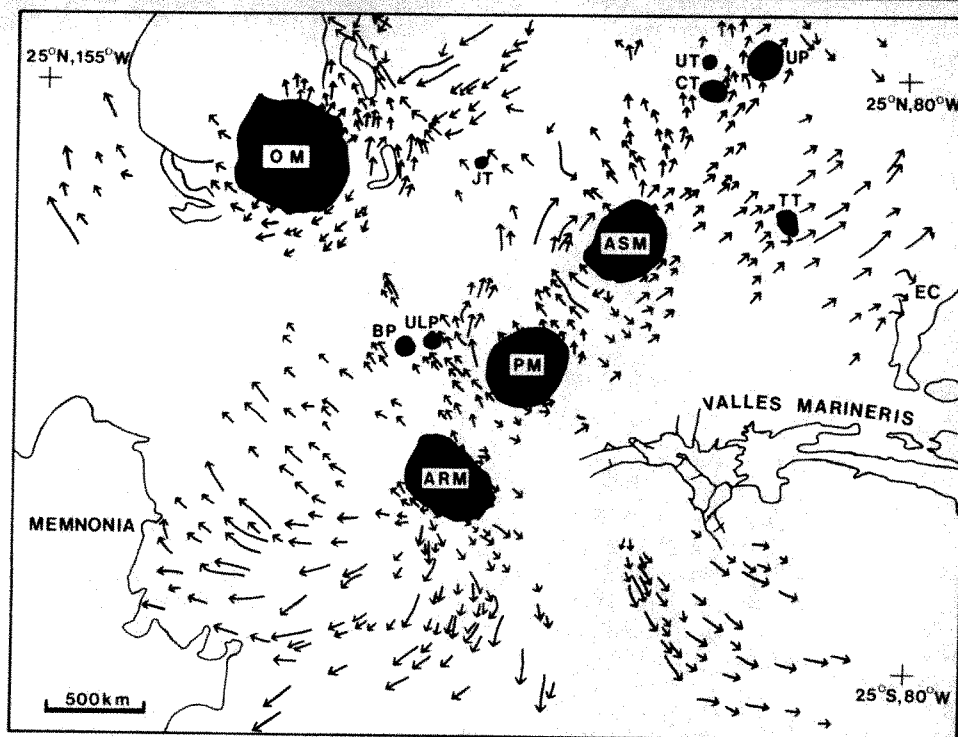 25°N,155°W
UT
UP
CT
25°N,80°W
OM
JT
TT
ASM
EC
BP
ULP
PM
VALLES MARINERIS
ARM
MEMNONIA
25°S,80°W
500km